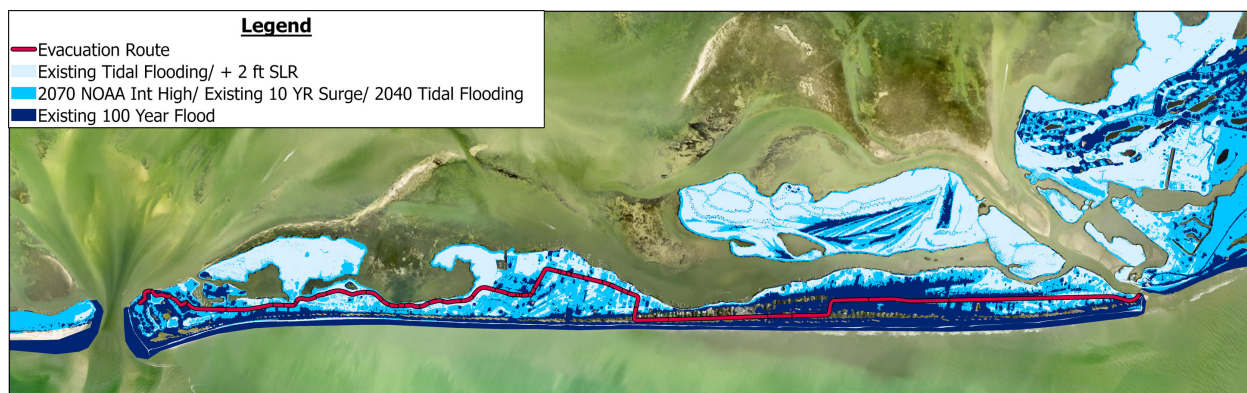 Legend
Evacuation Route
Existing Tidal Flooding/ + 2 ft SLR
2070 NOAA Int High/ Existing 10 YR Surge/ 2040 Tidal Flooding
Existing 100 Year Flood